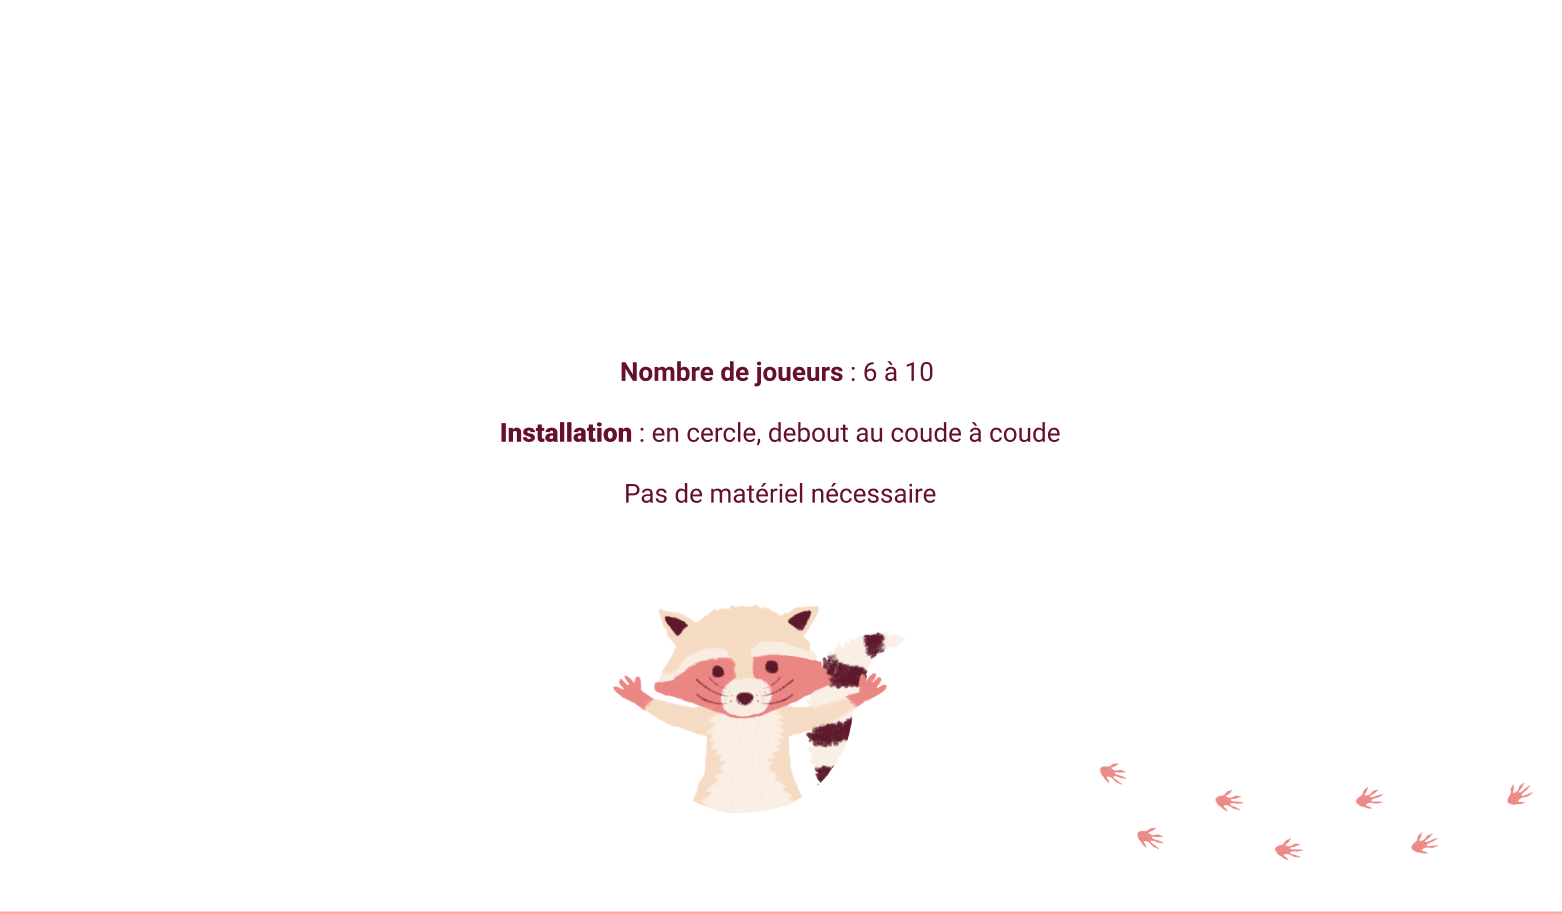 Nombre de joueurs : 6 à 10
Installation : en cercle, debout au coude à coude
Pas de matériel nécessaire